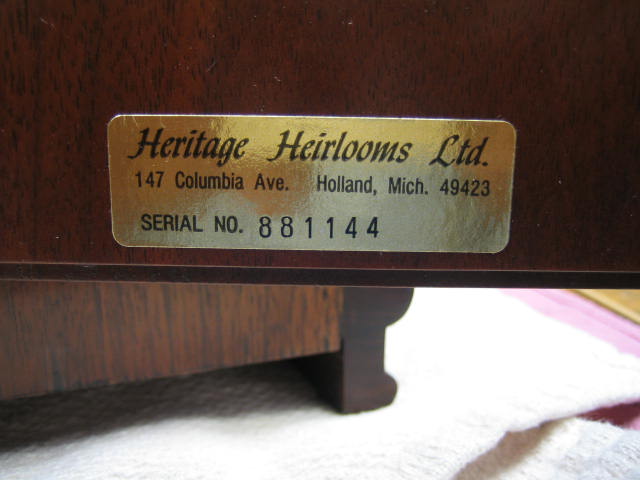 Heritage Heirlooms Ltd.
147 Columbia Ave. Holland, Mich. 49423
SERIAL NO. 881144